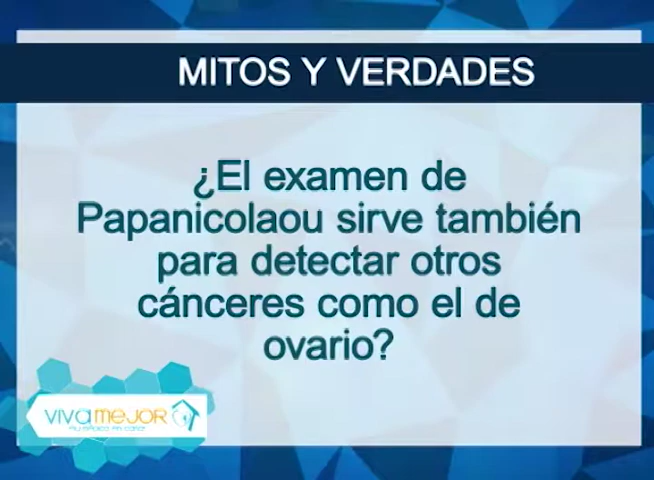 MITOS Y VERDADES
¿El examen de
Papanicolaou sirve también
para detectar otros
cánceres como el de
ovario?
VIVAMEJOR